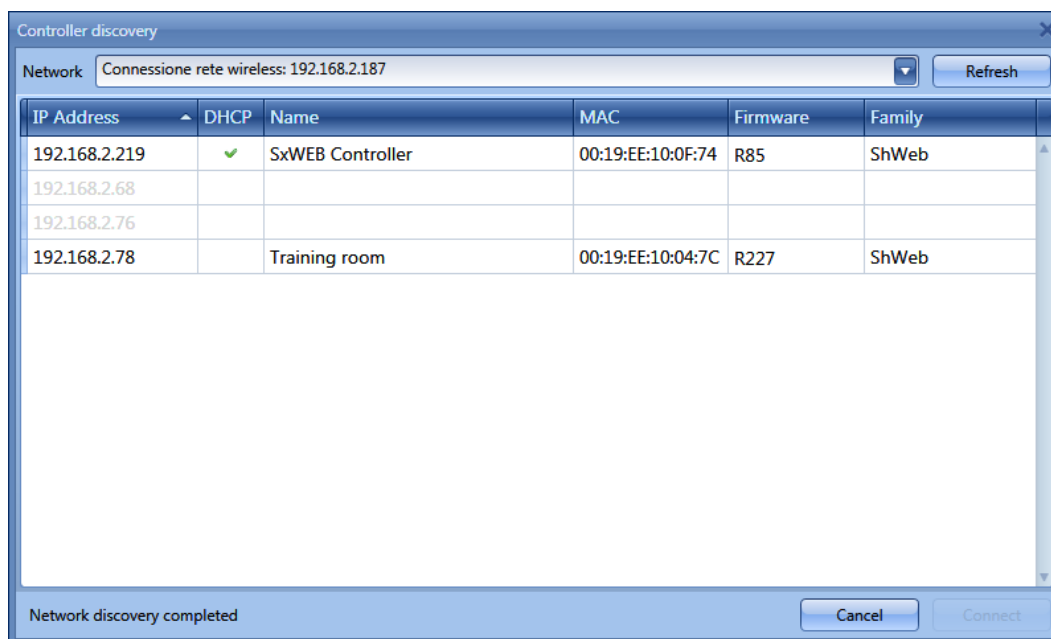 Controller discovery
Network Connessione rete wireless: 192.168.2.187 Refresh
IP Address DHCP Name MAC Firmware Family
192.168.2.219 SxWEB Controller 00:19:EE:10:0F:74 R85 ShWeb
192.168.2.68
192.168.2.76
192.168.2.78 Training room 00:19:EE:10:04:7C R227 ShWeb
Network discovery completed Cancel Connect